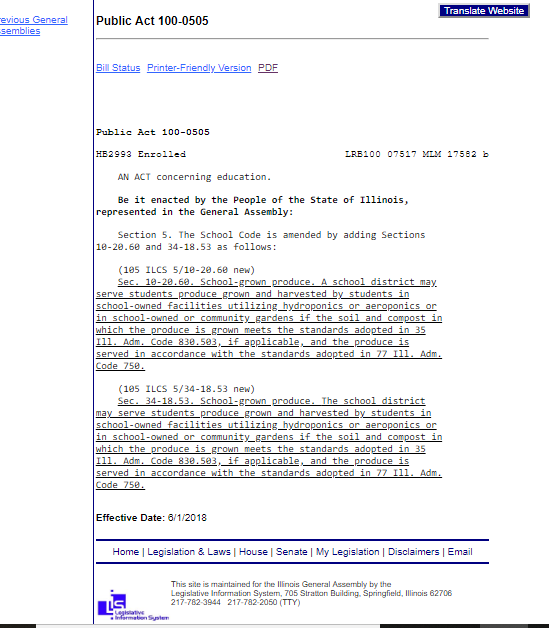 evious General
ssemblies
Translate Website
Public Act 100-0505
Bill Status Printer-Friendly Version PDF
Public Act 100-0505
HB2993 Enrolled LRB100 07517 MLM 17582 b
AN ACT concerning education.
Be it enacted by the People of the State of Illinois,
represented in the General Assembly:
Section 5. The School Code is amended by adding Sections
10-20.60 and 34-18.53 as follows:
(105 ILCS 5/10-20.60 new)
Sec. 10-20.60. School-grown produce. A school district may
serve students produce grown and harvested by students in
school-owned facilities utilizing hydroponics or aeroponics or
in school-owned or community gardens if the soil and compost in
which the produce is grown meets the standards adopted in 35
Ill. Adm. Code 830.503, if applicable, and the produce is
served in accordance with the standards adopted in 77 Ill. Adm.
Code 750.
(105 ILCS 5/34-18.53 new)
Sec. 34-18.53. School-grown produce. The school district
may serve students produce grown and harvested by students in
school-owned facilities utilizing hydroponics or aeroponics or
in school-owned or community gardens if the soil and compost in
which the produce is grown meets the standards adopted in 35
Ill. Adm. Code 830.503, if applicable, and the produce is
served in accordance with the standards adopted in 77 Ill. Adm.
Code 750.
Effective Date: 6/1/2018
Home | Legislation & Laws | House | Senate | My Legislation | Disclaimers | Email
This site is maintained for the Illinois General Assembly by the
Legislative Information System, 705 Stratton Building, Springfield, Illinois 62706
217-782-3944 217-782-2050 (TTY)
LIS
Legislative
Information System